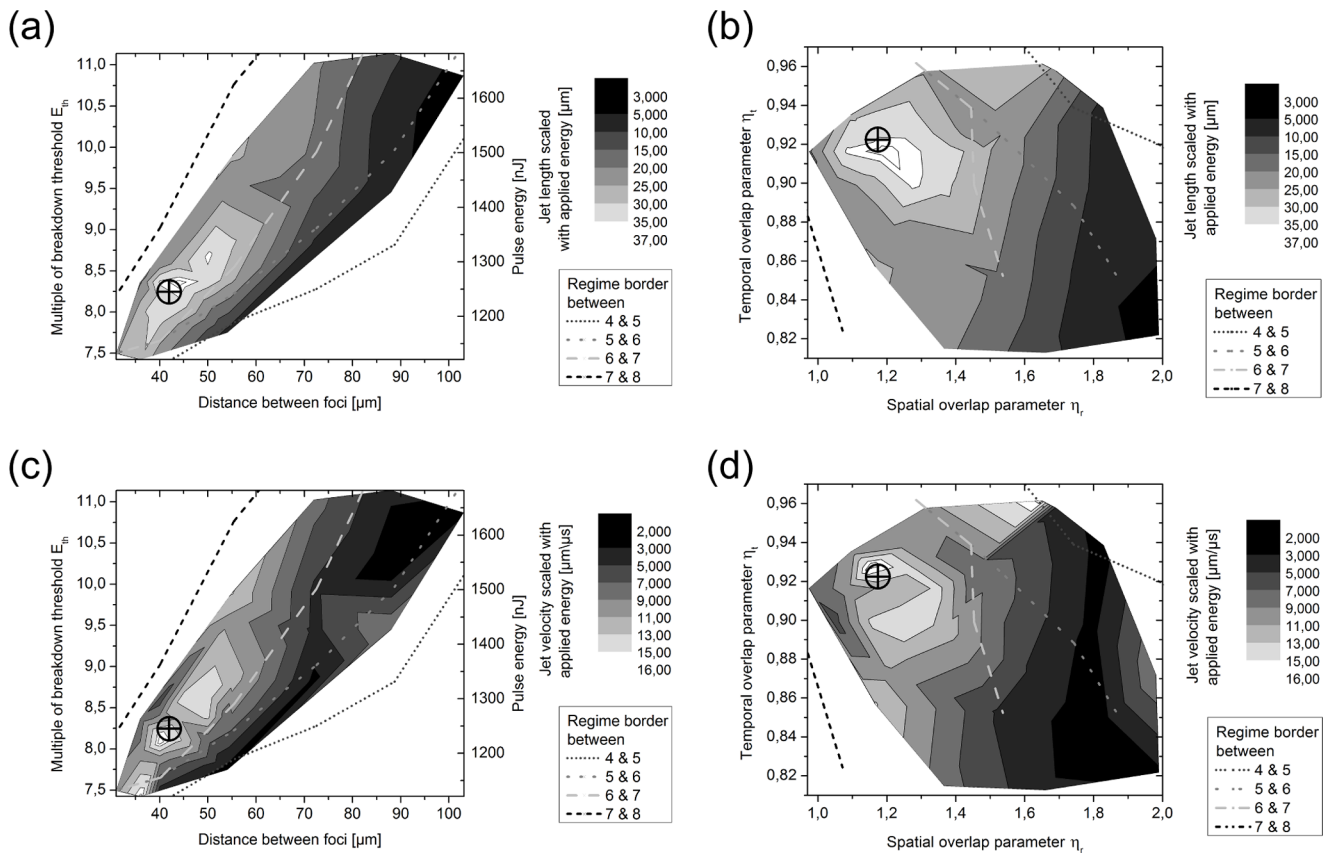 (a)
Multiple of breakdown threshold Eth
11,0
10,5
10,0
9,5
9,0
8,5
8,0
7,5
40 50 60 70 80 90 100
Distance between foci [µm]
1600
1500
1400
1300
1200
Pulse energy [nJ]
Jet length scaled
with applied energy [µm]
3,000
5,000
10,00
15,00
20,00
25,00
30,00
35,00
37,00
Regime border
between
4 & 5
5 & 6
6 & 7
7 & 8
(b)
Temporal overlap parameter ηt
0,96
0,94
0,92
0,90
0,88
0,86
0,84
0,82
1,0 1,2 1,4 1,6 1,8 2,0
Spatial overlap parameter ηr
Jet length scaled with
applied energy [µm]
3,000
5,000
10,00
15,00
20,00
25,00
30,00
35,00
37,00
Regime border
between
4 & 5
5 & 6
6 & 7
7 & 8
(c)
Multiple of breakdown threshold Eth
11,0
10,5
10,0
9,5
9,0
8,5
8,0
7,5
40 50 60 70 80 90 100
Distance between foci [µm]
1600
1500
1400
1300
1200
Pulse energy [nJ]
Jet velocity scaled with
applied energy [µm\µs]
2,000
3,000
5,000
7,000
9,000
11,00
13,00
15,00
16,00
Regime border
between
4 & 5
5 & 6
6 & 7
7 & 8
(d)
Temporal overlap parameter ηt
0,96
0,94
0,92
0,90
0,88
0,86
0,84
0,82
1,0 1,2 1,4 1,6 1,8 2,0
Spatial overlap parameter ηr
Jet velocity scaled with
applied energy [µm/µs]
2,000
3,000
5,000
7,000
9,000
11,00
13,00
15,00
16,00
Regime border
between
4 & 5
5 & 6
6 & 7
7 & 8